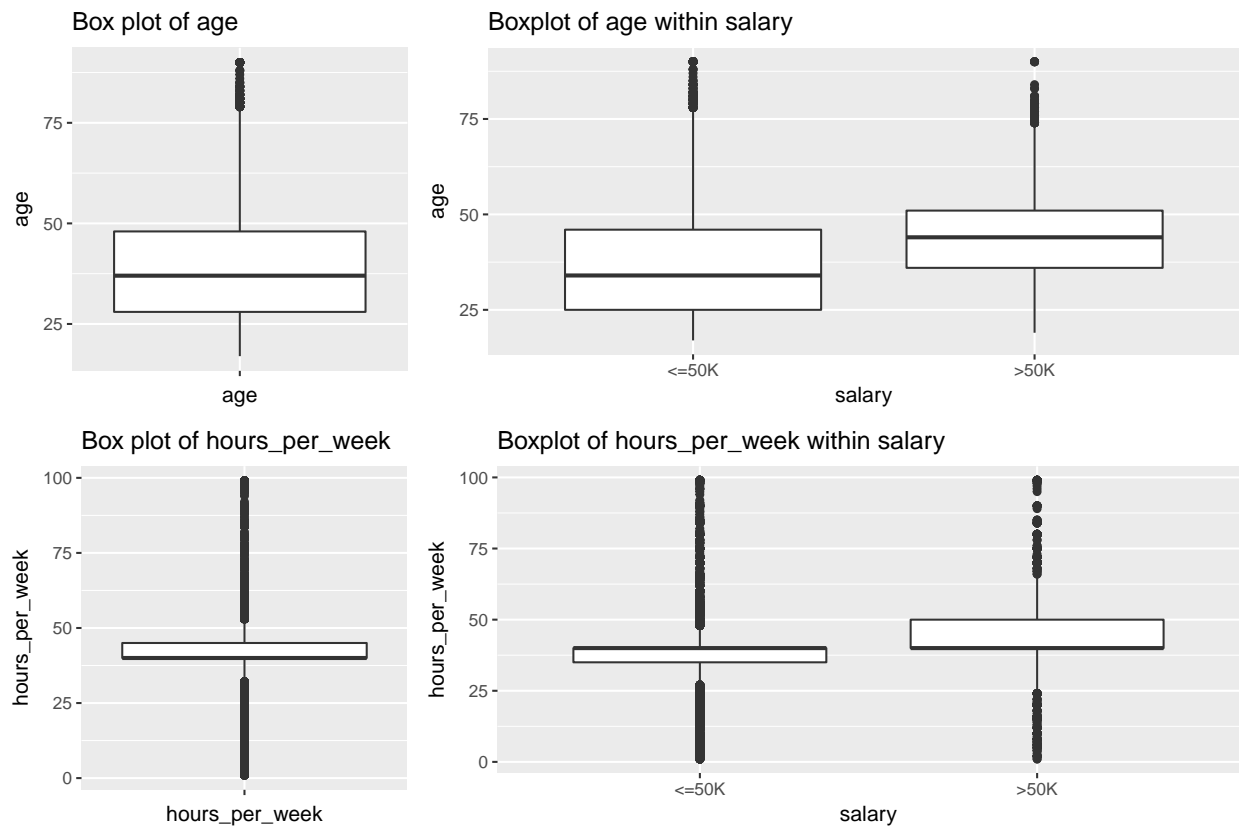 Box plot of age
75
50
25
age
age
Boxplot of age within salary
75
50
25
age
<=50K
>50K
salary
Box plot of hours_per_week
100
75
50
25
0
hours_per_week
hours_per_week
Boxplot of hours_per_week within salary
100
75
50
25
0
hours_per_week
<=50K
>50K
salary